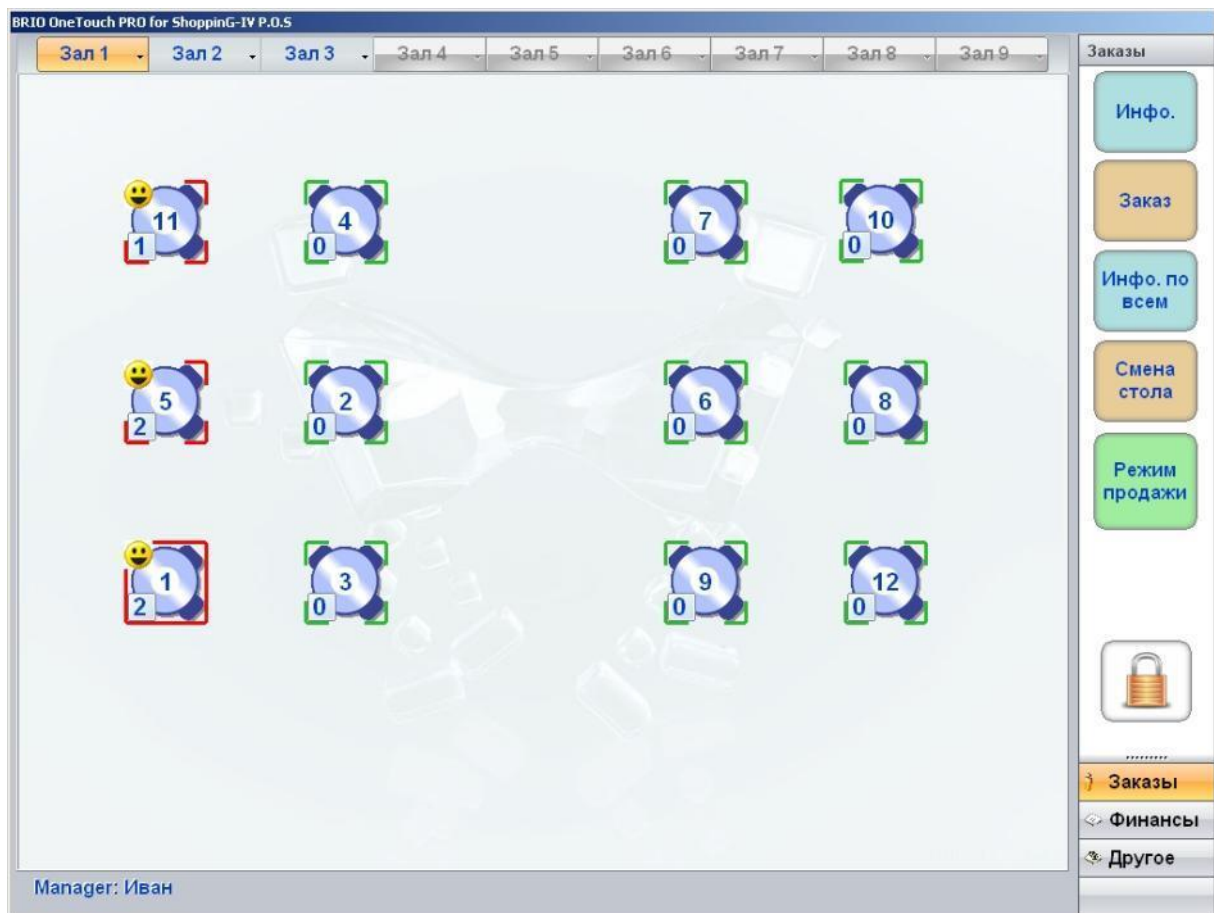 BRIO OneTouch PRO for ShoppinG-IV P.O.S
Зал 1 Зал 2 Зал 3 Зал 4 Зал 5 Зал 6 Зал 7 Зал 8 Зал 9
Заказы
Инфо.
Заказ
Инфо. по
всем
Смена
стола
Режим
продажи
11 4 7 10
1 0 0 0
5 2 6 8
2 0 0 0
1 3 9 12
2 0 0 0
Заказы
Финансы
Другое
Manager: Иван